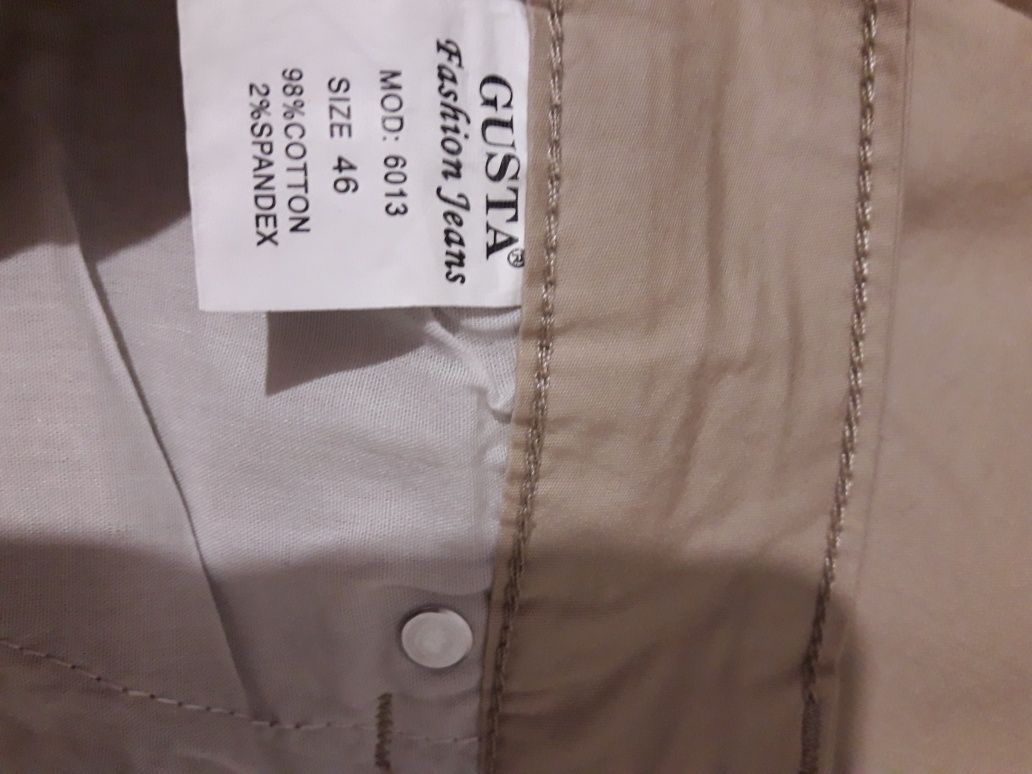 GUSTA®
Fashion Jeans
MOD: 6013
SIZE 46
98%COTTON
2%SPANDEX